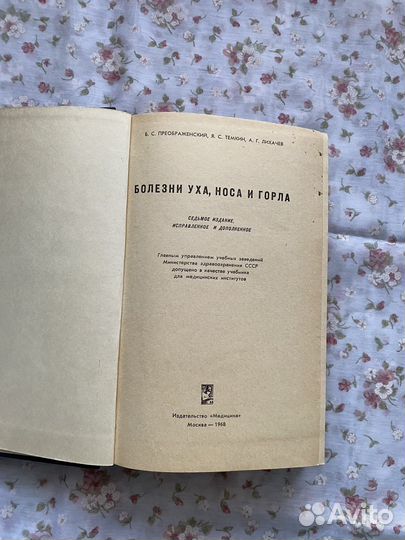 Б. С. ПРЕОБРАЖЕНСКИЙ, Я. С. ТЕМКИН, А. Г. ЛИХАЧЕВ
БОЛЕЗНИ УХА, НОСА И ГОРЛА
СЕДЬМОЕ ИЗДАНИЕ,
ИСПРАВЛЕННОЕ И ДОПОЛНЕННОЕ
Главным управлением учебных заведений
Министерства здравоохранения СССР
допущено в качестве учебника
для медицинских институтов
Издательство «Медицина»
Москва — 1968
Avito